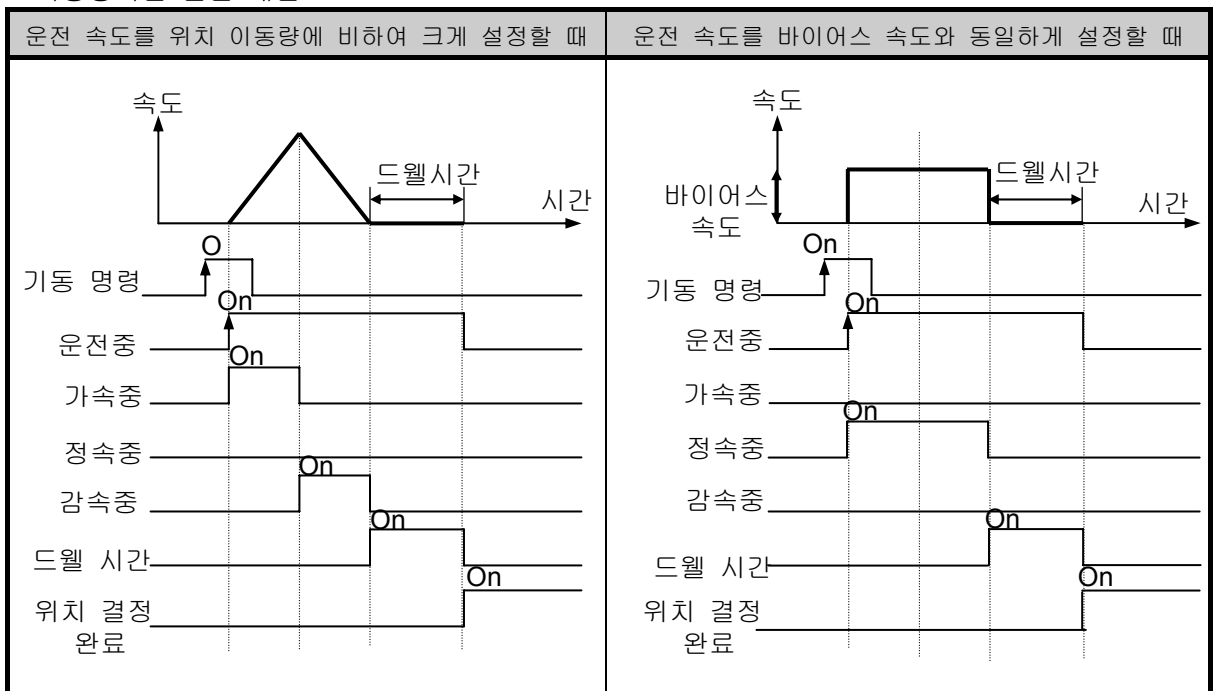 운전 속도를 위치 이동량에 비하여 크게 설정할 때
속도
드웰시간
시간
O
기동 명령
On
운전중
On
가속중
정속중
On
감속중
On
드웰 시간
On
위치 결정
완료
운전 속도를 바이어스 속도와 동일하게 설정할 때
속도
드웰시간
바이어스
속도
시간
On
기동 명령
On
운전중
가속중
On
정속중
감속중
On
드웰 시간
On
위치 결정
완료